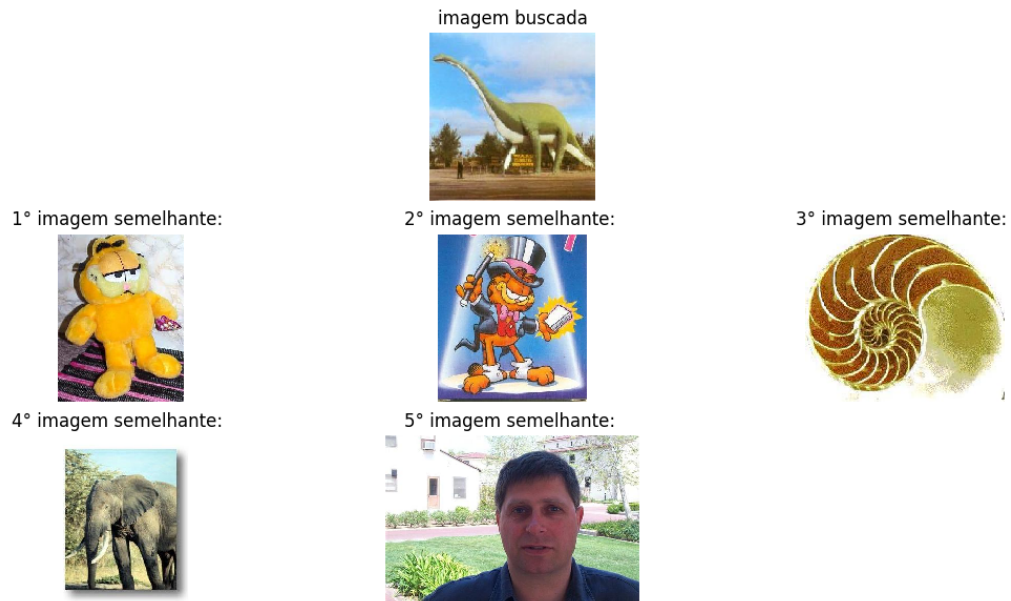 imagem buscada
1° imagem semelhante:
2° imagem semelhante:
3° imagem semelhante:
4° imagem semelhante:
5° imagem semelhante: